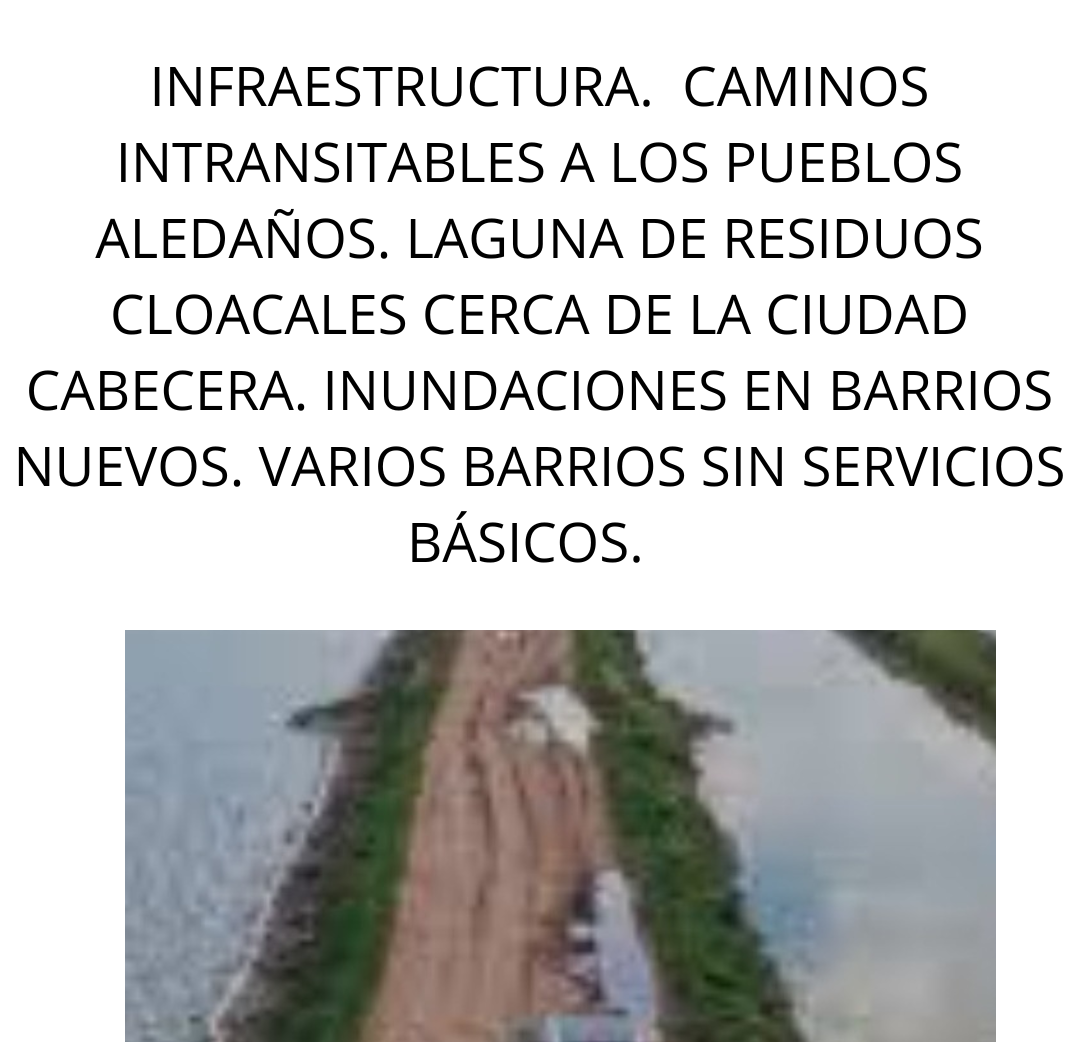 INFRAESTRUCTURA.  CAMINOS
INTRANSITABLES A LOS PUEBLOS
ALEDAÑOS. LAGUNA DE RESIDUOS
CLOACALES CERCA DE LA CIUDAD
CABECERA. INUNDACIONES EN BARRIOS
NUEVOS. VARIOS BARRIOS SIN SERVICIOS
BÁSICOS.